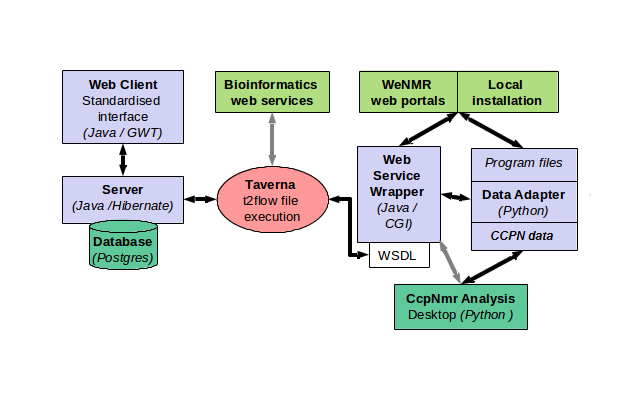 Web Client
Standardised
interface
(Java / GWT)
Bioinformatics
web services
WeNMR
web portals
Local
installation
Server
(Java /Hibernate)
Database
(Postgres)
Taverna
t2flow file
execution
Web
Service
Wrapper
(Java /
CGI)
WSDL
Program files
Data Adapter
(Python)
CCPN data
CcpNmr Analysis
Desktop (Python )